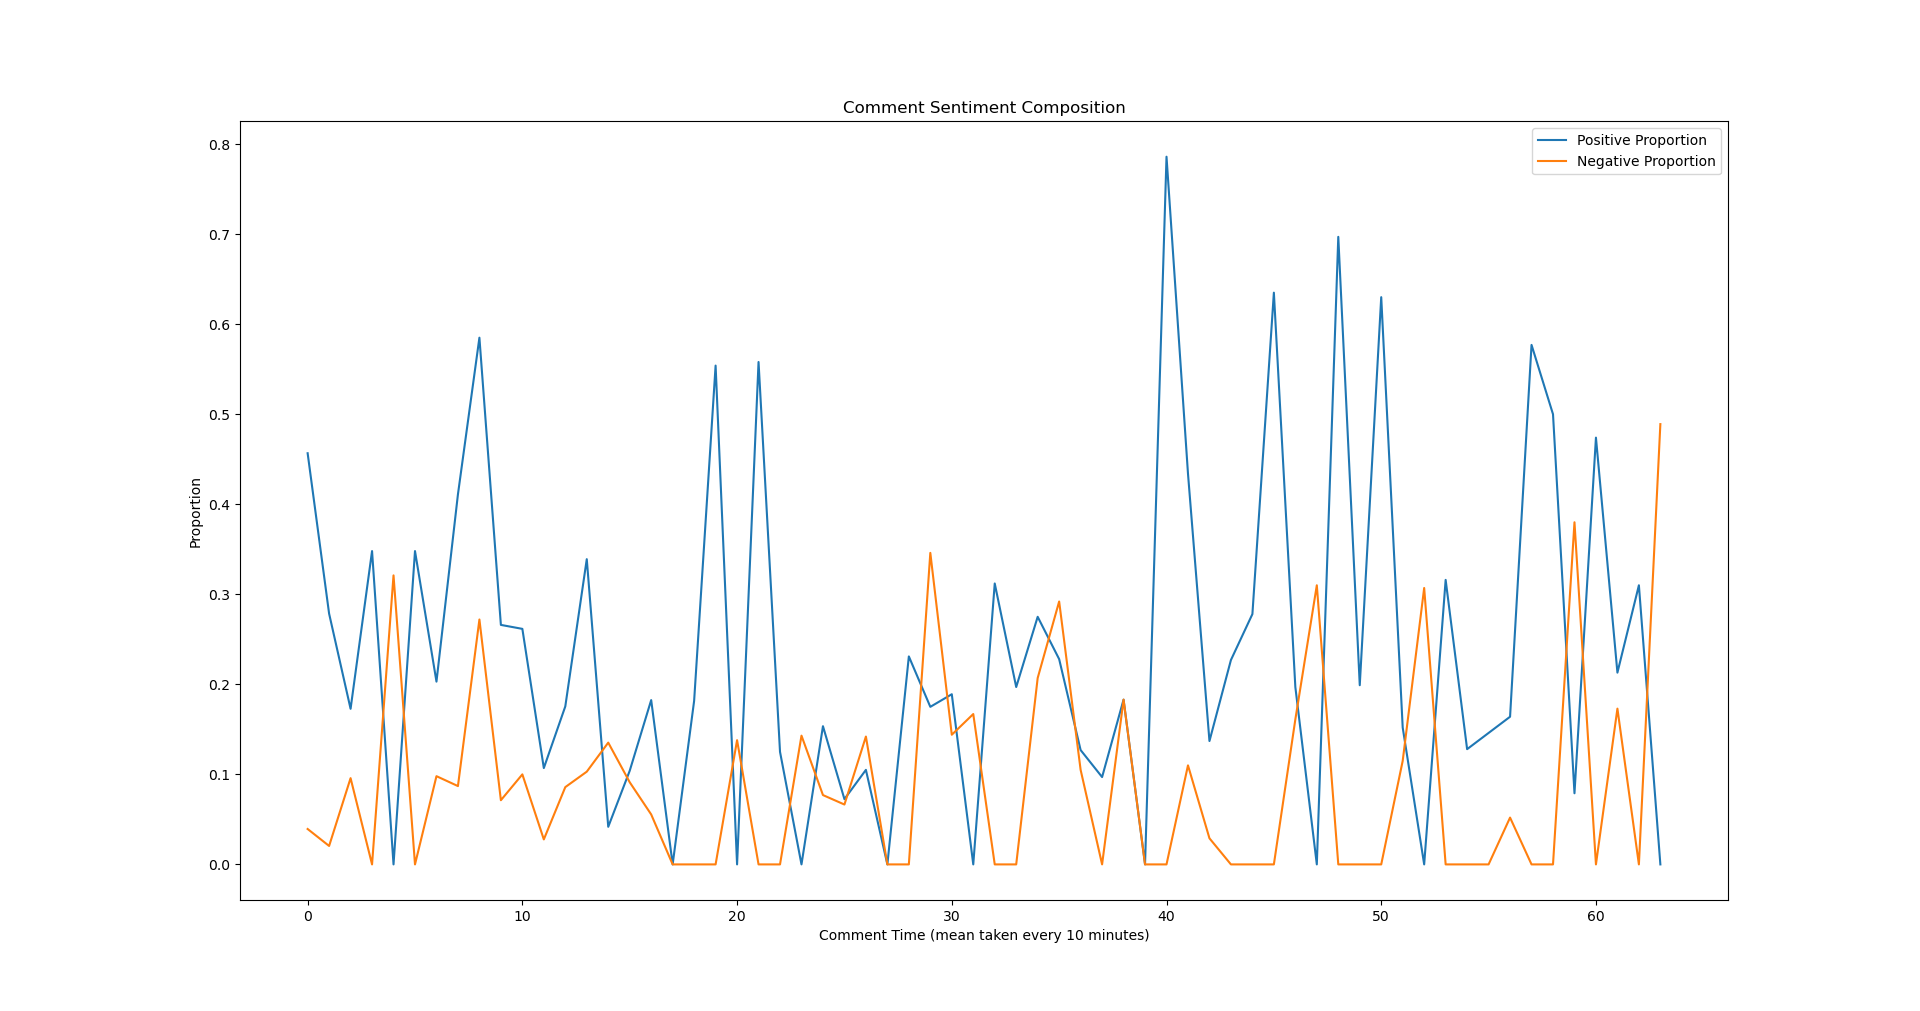 Comment Sentiment Composition
Positive Proportion
Negative Proportion
Proportion
0.8
0.7
0.6
0.5
0.4
0.3
0.2
0.1
0.0
0 10 20 30 40 50 60
Comment Time (mean taken every 10 minutes)